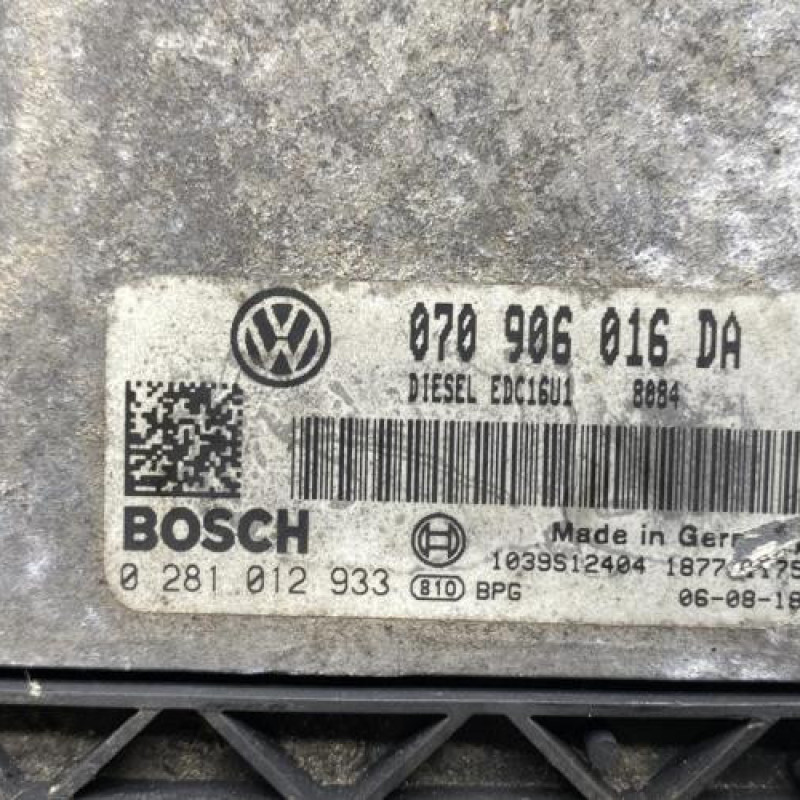 070 906 016 DA
DIESEL EDC16U1 8084
BOSCH
Made in
0 281 012 933
1039S12404
810 BPG
06-08-18